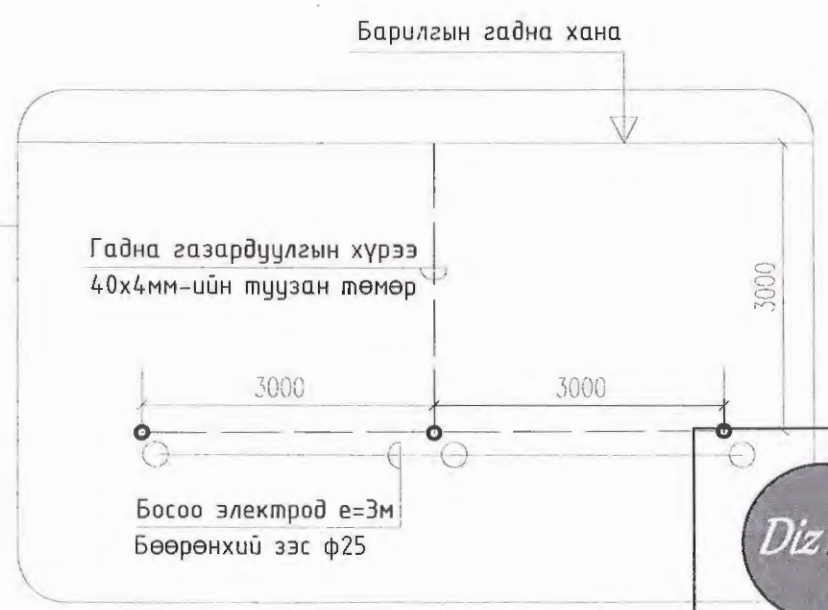 Барилгын гадна хана
Гадна газардуулгын хүрээ
40x4мм-ийн туузан төмөр
3000
3000
3000
Босоо электрод e=3м
Бөөрөнхий зэс ф25
Diz